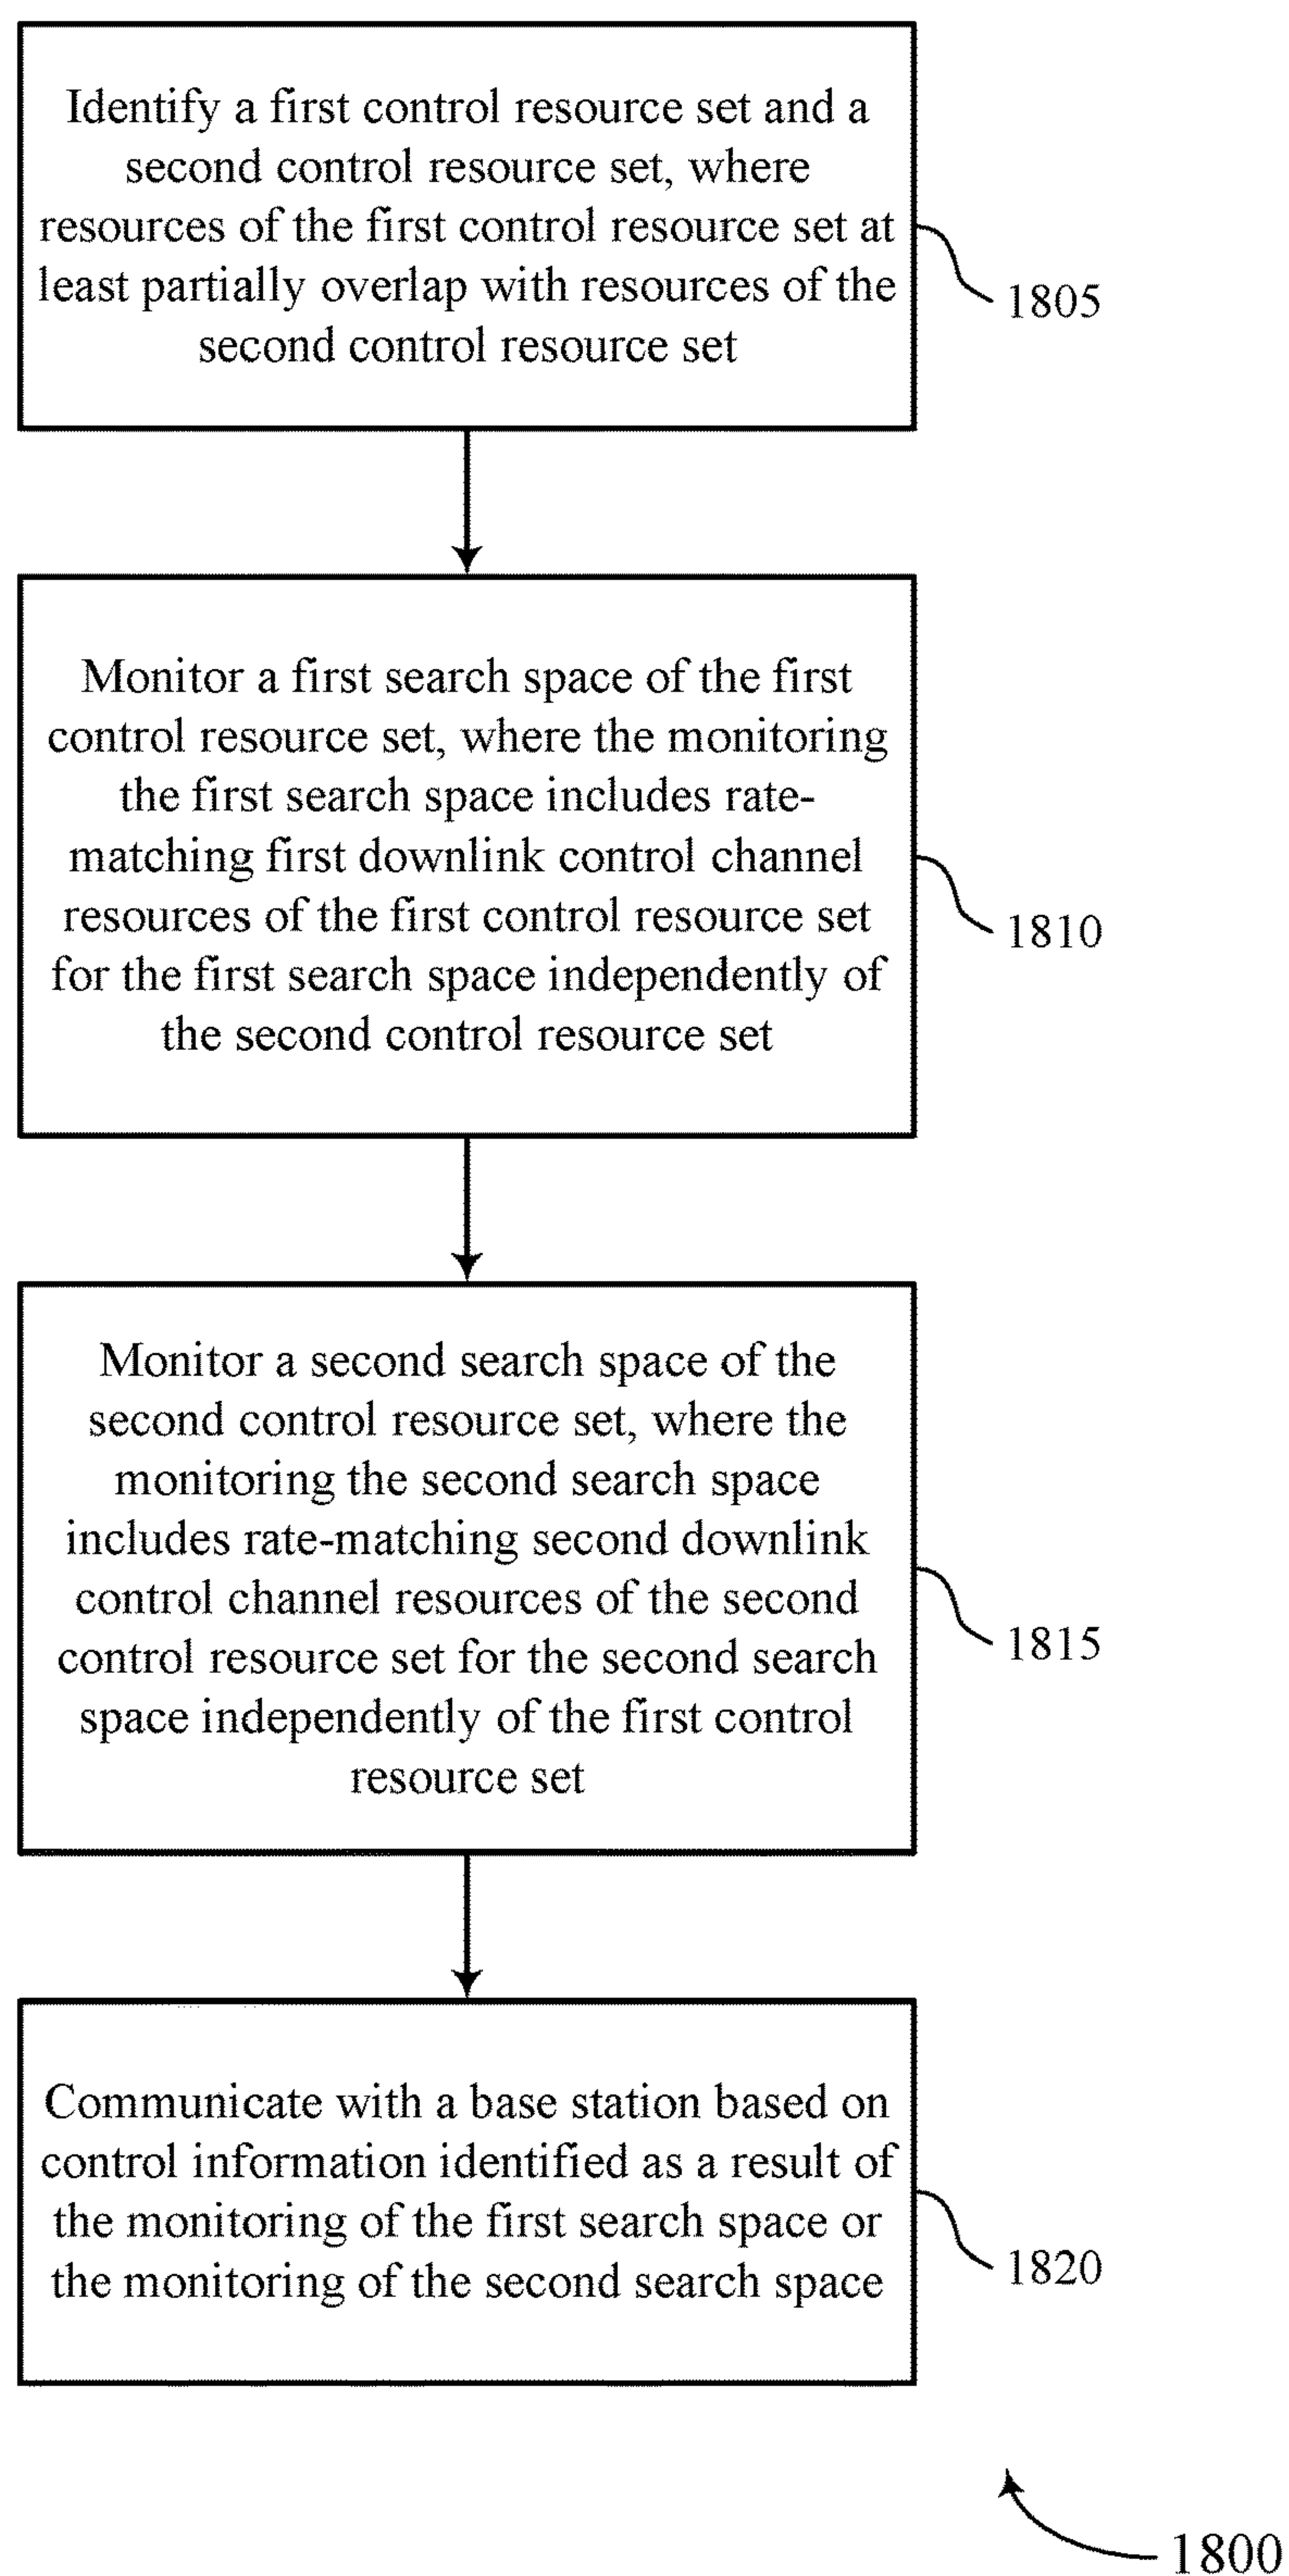 Identify a first control resource set and a
second control resource set, where
resources of the first control resource set at
least partially overlap with resources of the
second control resource set
1805
Monitor a first search space of the first
control resource set, where the monitoring
the first search space includes rate-
matching first downlink control channel
resources of the first control resource set
for the first search space independently of
the second control resource set
1810
Monitor a second search space of the
second control resource set, where the
monitoring the second search space
includes rate-matching second downlink
control channel resources of the second
control resource set for the second search
space independently of the first control
resource set
1815
Communicate with a base station based on
control information identified as a result of
the monitoring of the first search space or
the monitoring of the second search space
1820
1800